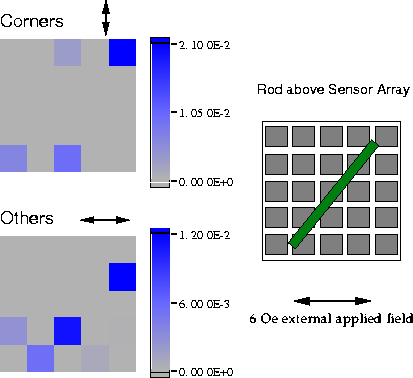 Corners
2. 10 0E-2
1. 05 0E-2
0. 00 0E+0
Others
1. 20 0E-2
6. 00 0E-3
0. 00 0E+0
Rod above Sensor Array
6 Oe external applied field